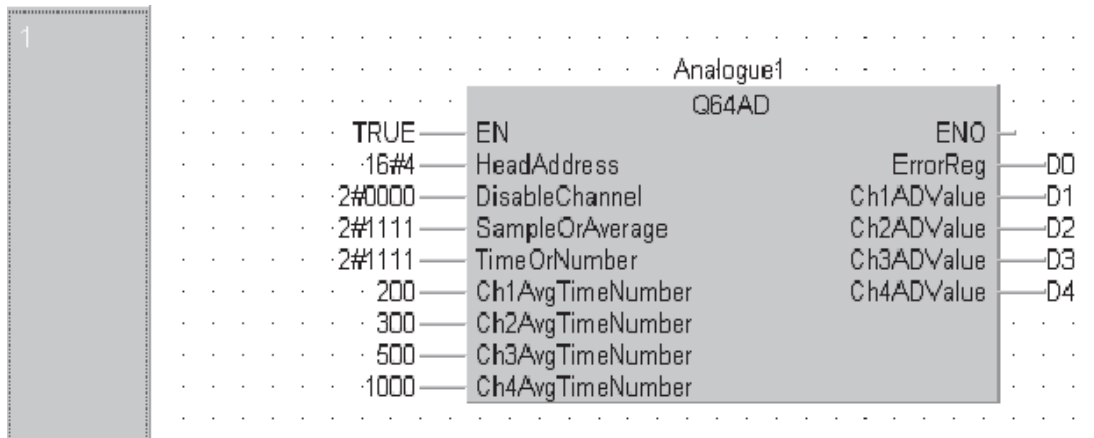 1
Analogue1
Q64AD
TRUE EN ENO
16#4 HeadAddress ErrorReg D0
2#0000 DisableChannel Ch1ADValue D1
2#1111 SampleOrAverage Ch2ADValue D2
2#1111 TimeOrNumber Ch3ADValue D3
200 Ch1AvgTimeNumber Ch4ADValue D4
300 Ch2AvgTimeNumber
500 Ch3AvgTimeNumber
1000 Ch4AvgTimeNumber